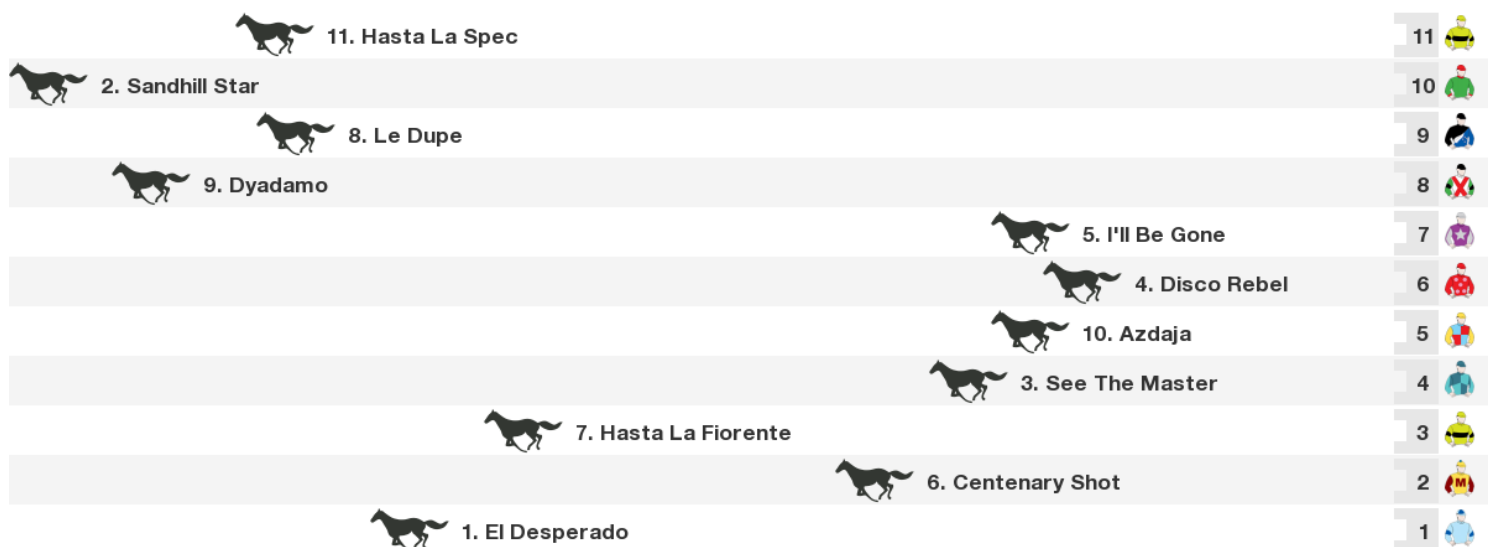 11. Hasta La Spec 11
2. Sandhill Star 10
8. Le Dupe 9
9. Dyadamo 8
5. I'll Be Gone 7
4. Disco Rebel 6
10. Azdaja 5
3. See The Master 4
7. Hasta La Fiorente 3
6. Centenary Shot 2 M
1. El Desperado 1